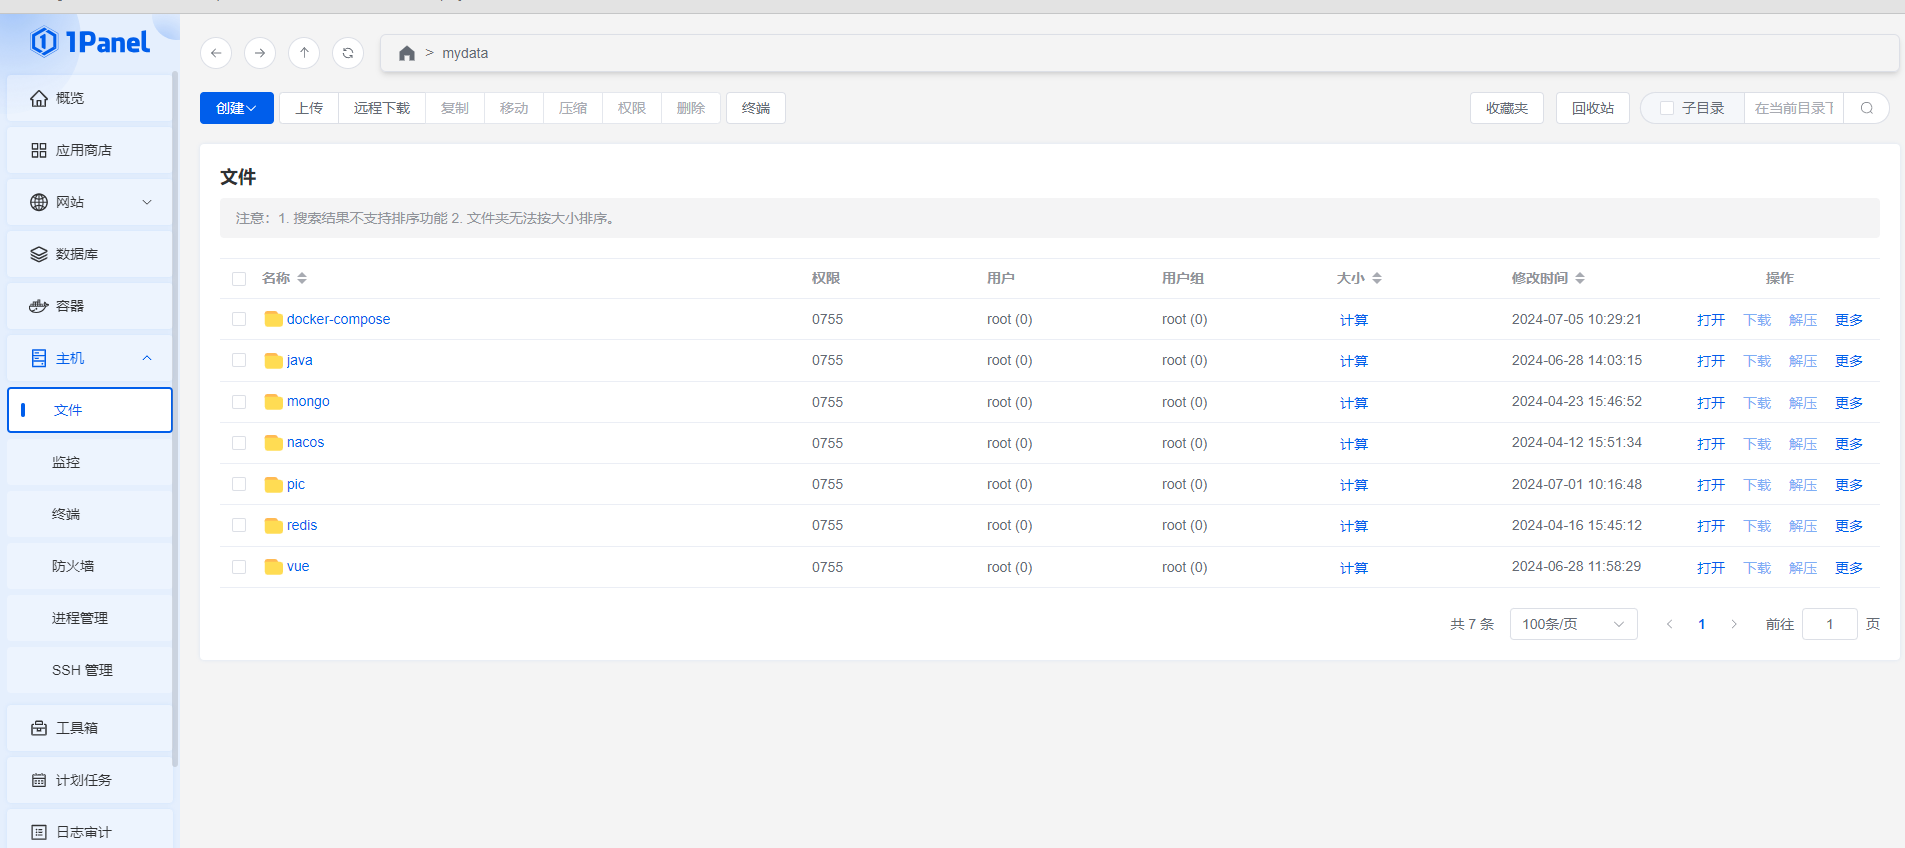 1Panel
> mydata
创建 上传 远程下载 复制 移动 压缩 权限 删除 终端 收藏夹 回收站 子目录 在当前目录下
概览
应用商店
网站
数据库
容器
主机
文件
监控
终端
防火墙
进程管理
SSH 管理
工具箱
计划任务
日志审计
文件
注意：1. 搜索结果不支持排序功能 2. 文件夹无法按大小排序。
名称 权限 用户 用户组 大小 修改时间 操作
docker-compose 0755 root (0) root (0) 计算 2024-07-05 10:29:21 打开 下载 解压 更多
java 0755 root (0) root (0) 计算 2024-06-28 14:03:15 打开 下载 解压 更多
mongo 0755 root (0) root (0) 计算 2024-04-23 15:46:52 打开 下载 解压 更多
nacos 0755 root (0) root (0) 计算 2024-04-12 15:51:34 打开 下载 解压 更多
pic 0755 root (0) root (0) 计算 2024-07-01 10:16:48 打开 下载 解压 更多
redis 0755 root (0) root (0) 计算 2024-04-16 15:45:12 打开 下载 解压 更多
vue 0755 root (0) root (0) 计算 2024-06-28 11:58:29 打开 下载 解压 更多
共 7 条 100条/页 1 前往 1 页